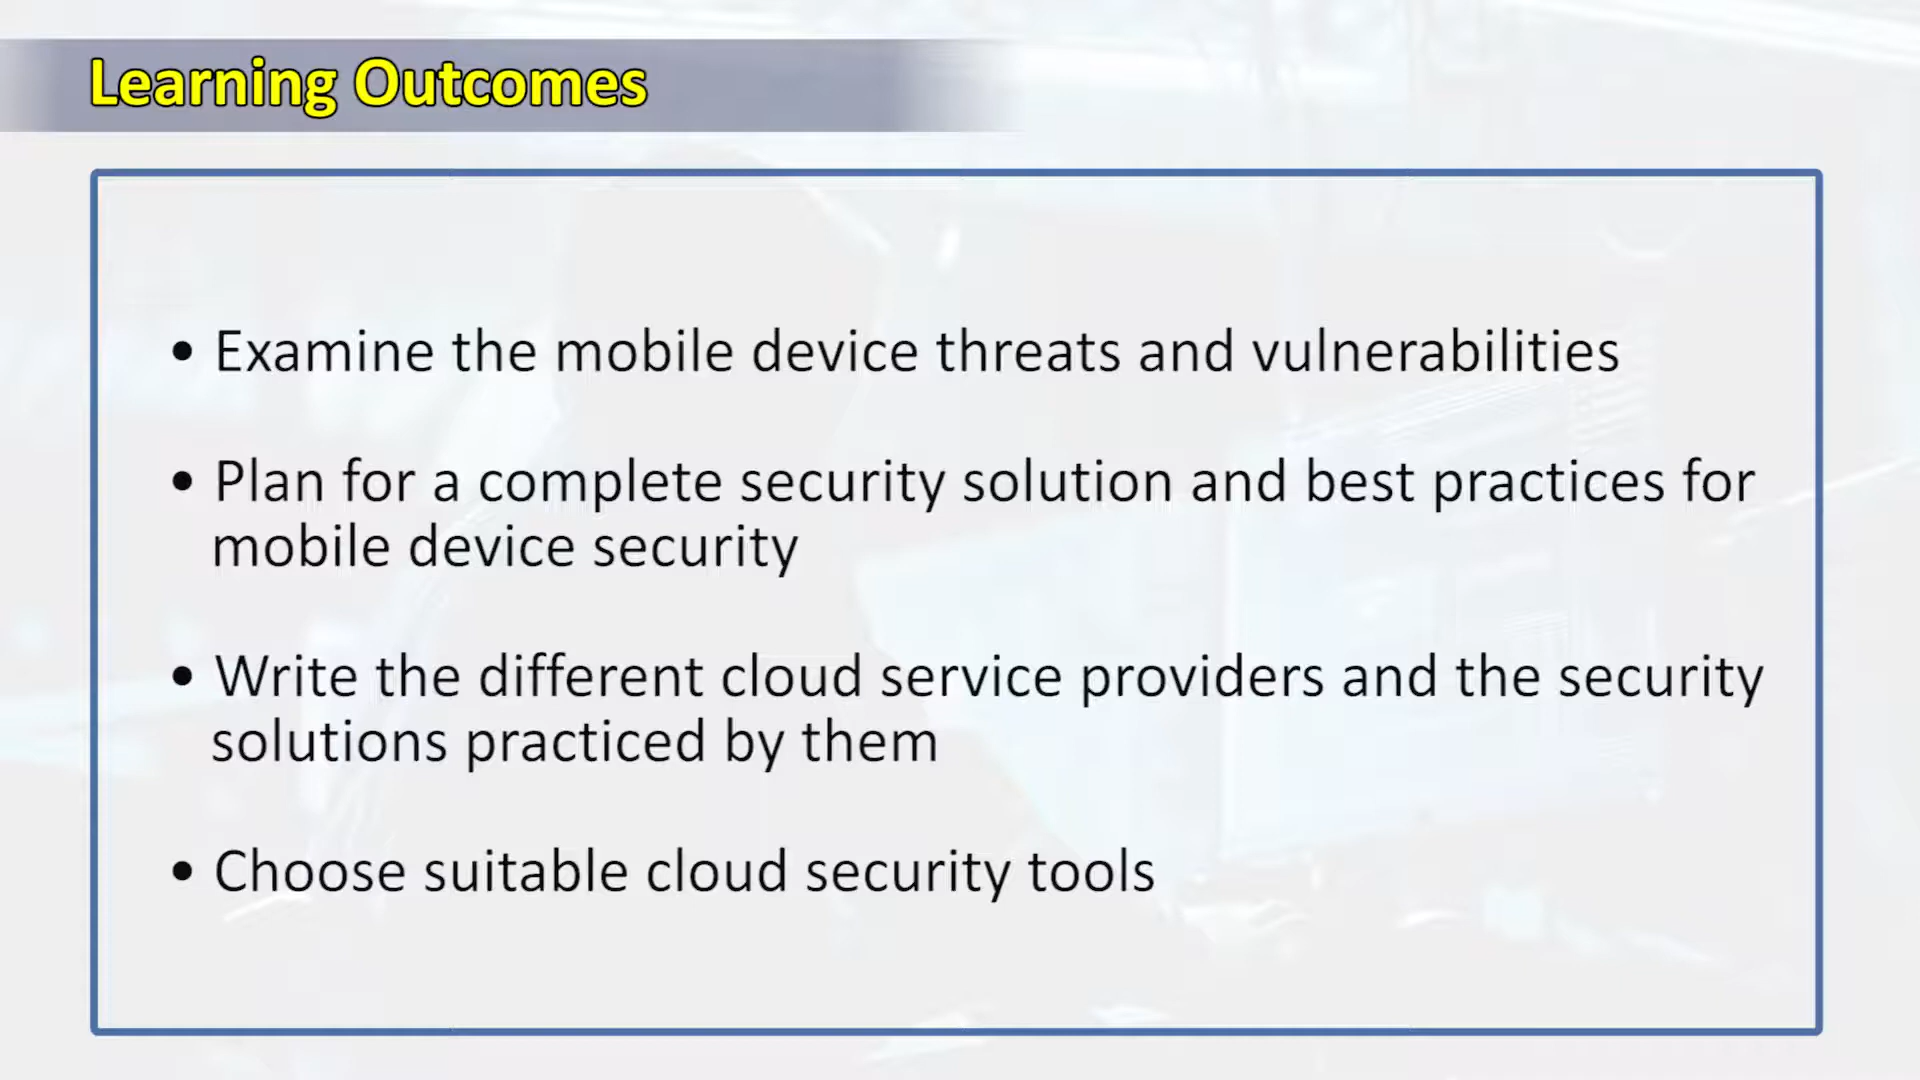 Learning Outcomes
• Examine the mobile device threats and vulnerabilities
• Plan for a complete security solution and best practices for
mobile device security
• Write the different cloud service providers and the security
solutions practiced by them
• Choose suitable cloud security tools